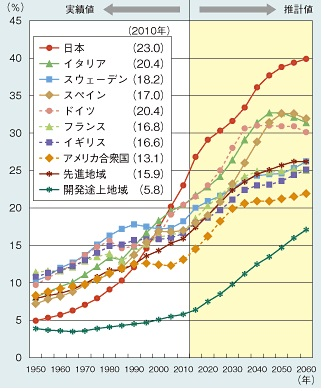 (%)
実績値
推計値
(2010年)
日本 (23.0)
イタリア (20.4)
スウェーデン (18.2)
スペイン (17.0)
ドイツ (20.4)
フランス (16.8)
イギリス (16.6)
アメリカ合衆国 (13.1)
先進地域 (15.9)
開発途上地域 (5.8)
45
40
35
30
25
20
15
10
5
0
1950 1960 1970 1980 1990 2000 2010 2020 2030 2040 2050 2060
(年)